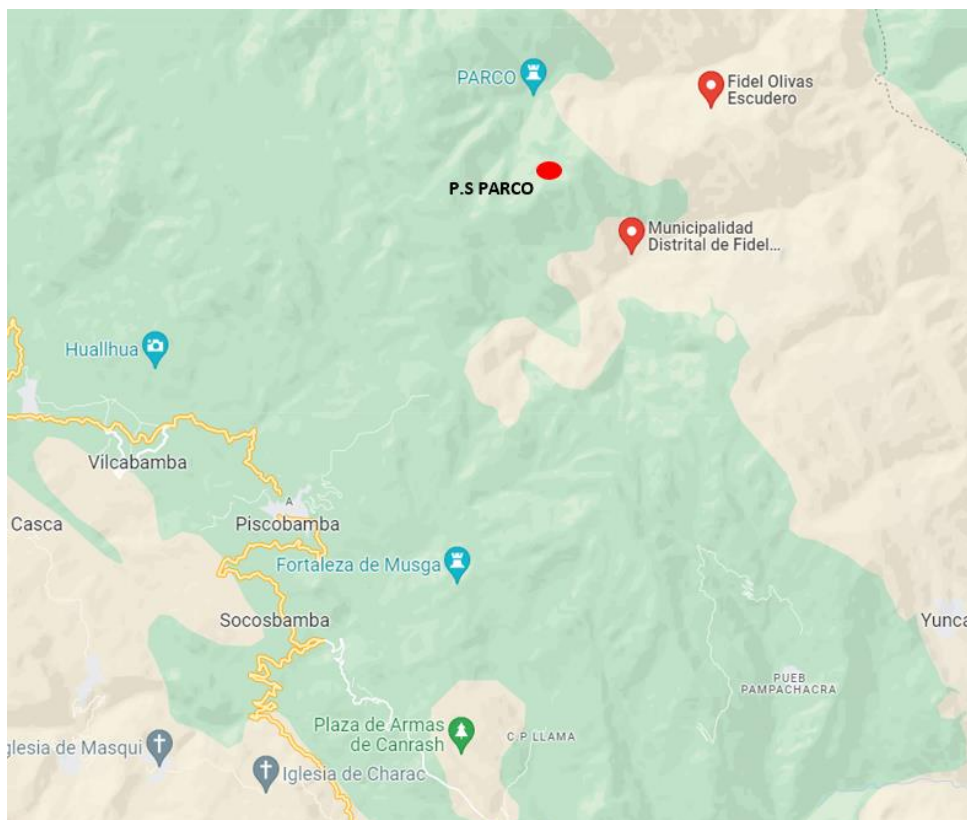 PARCO
Fidel Olivas
Escudero
P.S PARCO
Municipalidad
Distrital de Fidel...
Huallhua
Vilcabamba
A
Casca
Piscobamba
Fortaleza de Musga
Socosbamba
Yunca
PUEB
PAMPACHACRA
Plaza de Armas
de Canrash
C P LLAMA
glesia de Masqui
Iglesia de Charac